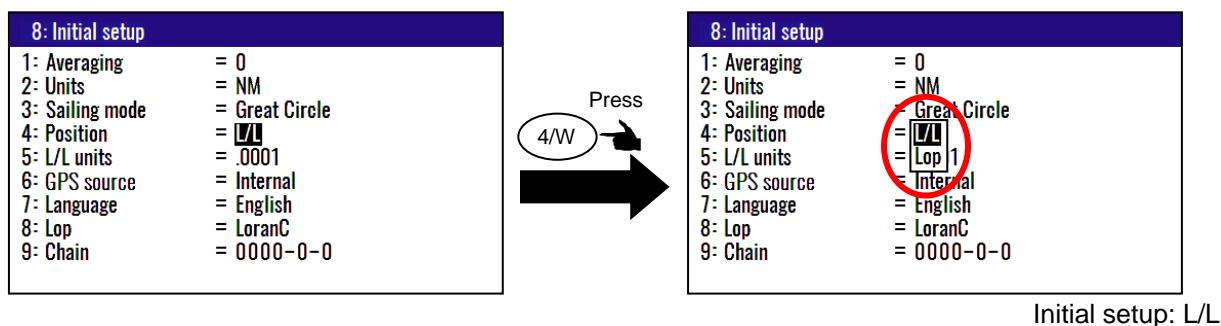 8: Initial setup
1: Averaging = 0
2: Units = NM
3: Sailing mode = Great Circle
4: Position = L/L
5: L/L units = .0001
6: GPS source = Internal
7: Language = English
8: Lop = LoranC
9: Chain = 0000-0-0
Press
4/W
8: Initial setup
1: Averaging = 0
2: Units = NM
3: Sailing mode = Great Circle
4: Position = L/L
5: L/L units = Lop 1
6: GPS source = Internal
7: Language = English
8: Lop = LoranC
9: Chain = 0000-0-0
Initial setup: L/L